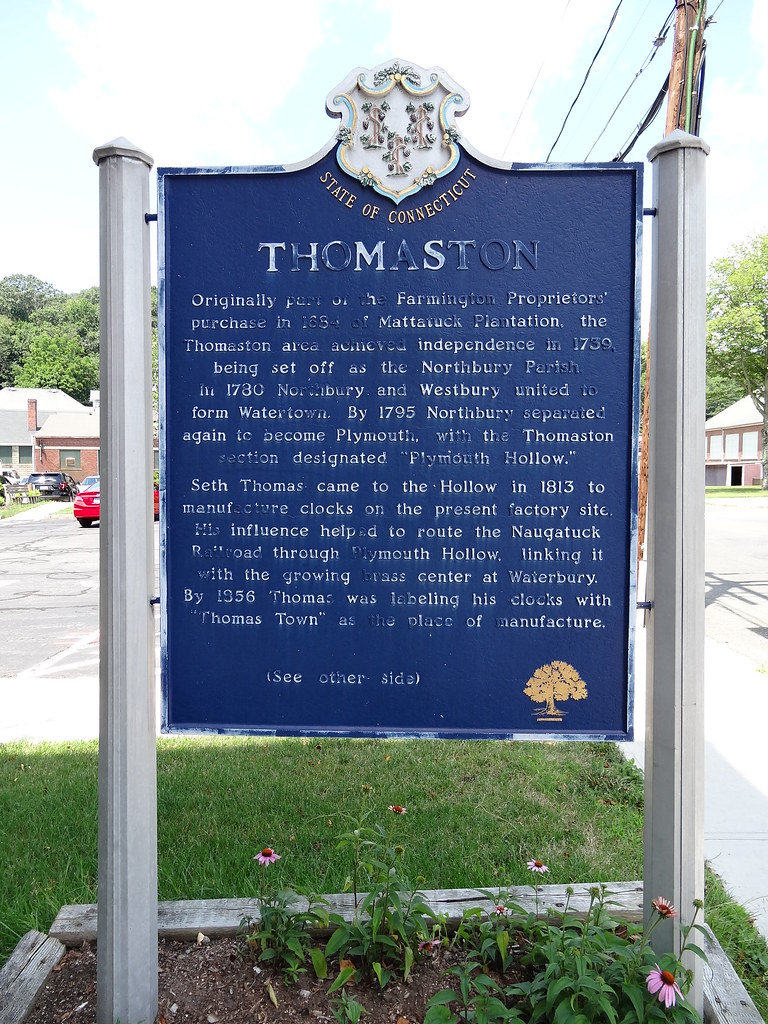 STATE OF CONNECTICUT
THOMASTON
Originally part of the Farmington Proprietors'
purchase in 1684 of Mattatuck Plantation, the
Thomaston area achieved independence in 1739,
being set off as the Northbury Parish.
In 1780 Northbury and Westbury united to
form Watertown. By 1795 Northbury separated
again to become Plymouth, with the Thomaston
section designated "Plymouth Hollow."
Seth Thomas came to the Hollow in 1813 to
manufacture clocks on the present factory site.
His influence helped to route the Naugatuck
Railroad through Plymouth Hollow, linking it
with the growing brass center at Waterbury.
By 1856 Thomas was labeling his clocks with
"Thomas Town" as the place of manufacture.
(See other side)